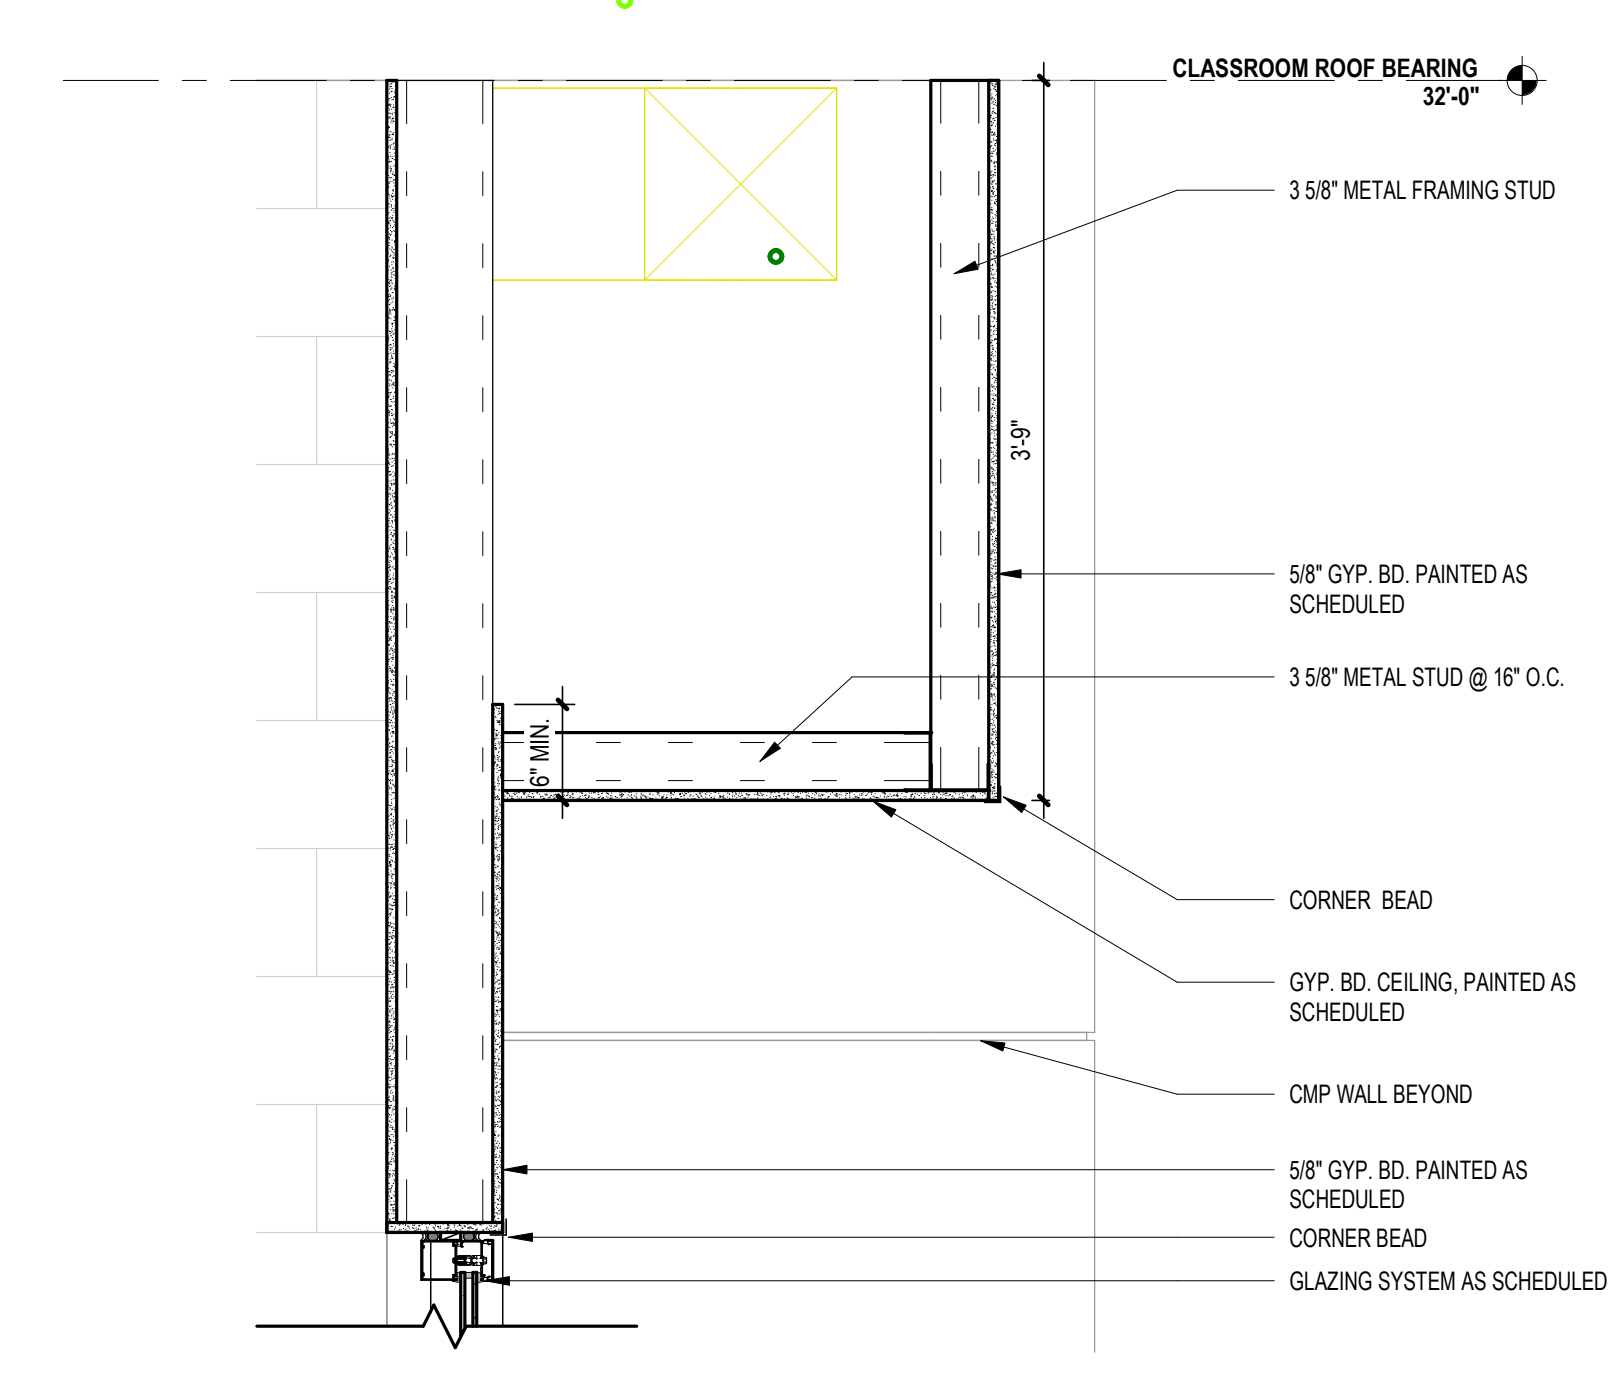 CLASSROOM ROOF BEARING
32'-0"
3 5/8" METAL FRAMING STUD
3'-9"
5/8" GYP. BD. PAINTED AS
SCHEDULED
3 5/8" METAL STUD @ 16" O.C.
6" MIN.
CORNER BEAD
GYP. BD. CEILING, PAINTED AS
SCHEDULED
CMP WALL BEYOND
5/8" GYP. BD. PAINTED AS
SCHEDULED
CORNER BEAD
GLAZING SYSTEM AS SCHEDULED